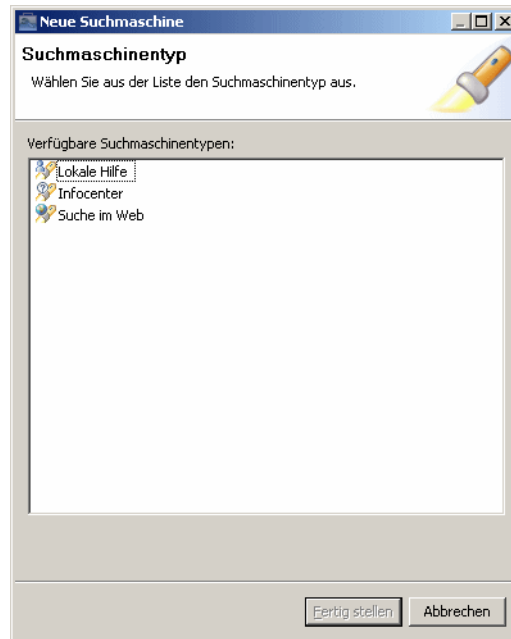 Neue Suchmaschine
Suchmaschinentyp
Wählen Sie aus der Liste den Suchmaschinentyp aus.
Verfügbare Suchmaschinentypen:
Lokale Hilfe
Infocenter
Suche im Web
Fertig stellen Abbrechen